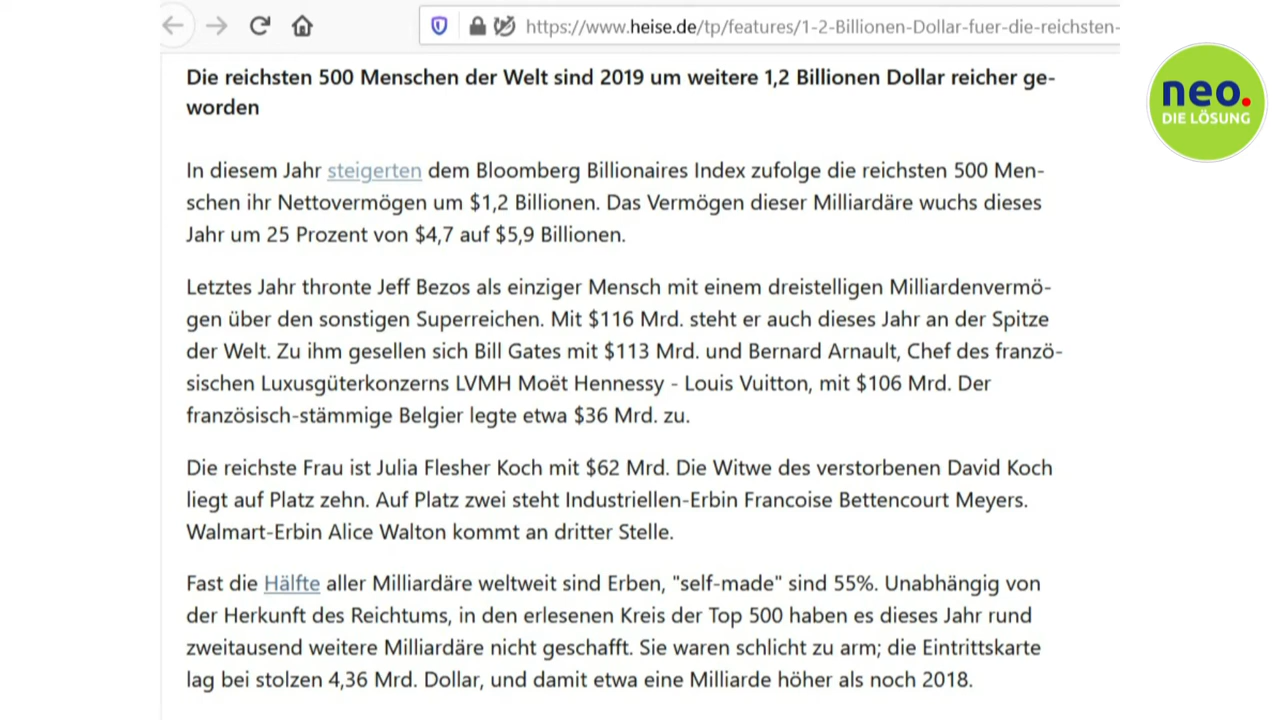 https://www.heise.de/tp/features/1-2-Billionen-Dollar-fuer-die-reichsten-
neo.
DIE LÖSUNG
Die reichsten 500 Menschen der Welt sind 2019 um weitere 1,2 Billionen Dollar reicher ge-
worden
In diesem Jahr steigerten dem Bloomberg Billionaires Index zufolge die reichsten 500 Men-
schen ihr Nettovermögen um $1,2 Billionen. Das Vermögen dieser Milliardäre wuchs dieses
Jahr um 25 Prozent von $4,7 auf $5,9 Billionen.
Letztes Jahr thronte Jeff Bezos als einziger Mensch mit einem dreistelligen Milliardenvermö-
gen über den sonstigen Superreichen. Mit $116 Mrd. steht er auch dieses Jahr an der Spitze
der Welt. Zu ihm gesellen sich Bill Gates mit $113 Mrd. und Bernard Arnault, Chef des franzö-
sischen Luxusgüterkonzerns LVMH Moët Hennessy - Louis Vuitton, mit $106 Mrd. Der
französisch-stämmige Belgier legte etwa $36 Mrd. zu.
Die reichste Frau ist Julia Flesher Koch mit $62 Mrd. Die Witwe des verstorbenen David Koch
liegt auf Platz zehn. Auf Platz zwei steht Industriellen-Erbin Francoise Bettencourt Meyers.
Walmart-Erbin Alice Walton kommt an dritter Stelle.
Fast die Hälfte aller Milliardäre weltweit sind Erben, "self-made" sind 55%. Unabhängig von
der Herkunft des Reichtums, in den erlesenen Kreis der Top 500 haben es dieses Jahr rund
zweitausend weitere Milliardäre nicht geschafft. Sie waren schlicht zu arm; die Eintrittskarte
lag bei stolzen 4,36 Mrd. Dollar, und damit etwa eine Milliarde höher als noch 2018.